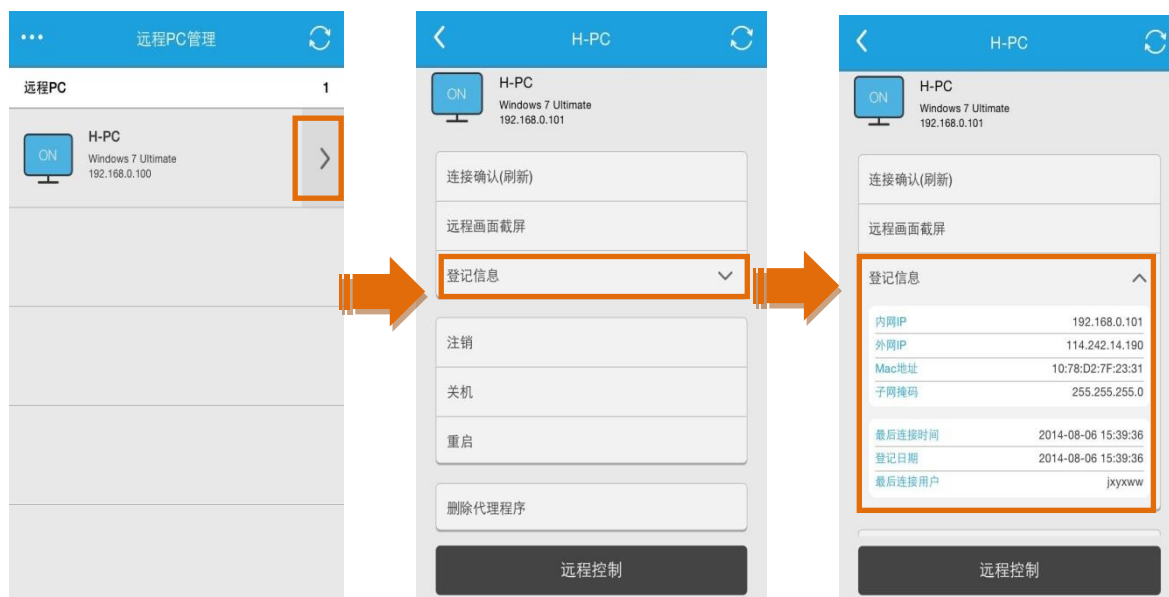 远程PC管理
远程PC 1
ON
H-PC
Windows 7 Ultimate
192.168.0.100
H-PC
ON
H-PC
Windows 7 Ultimate
192.168.0.101
连接确认(刷新)
远程画面截屏
登记信息
注销
关机
重启
删除代理程序
远程控制
H-PC
ON
H-PC
Windows 7 Ultimate
192.168.0.101
连接确认(刷新)
远程画面截屏
登记信息
内网IP 192.168.0.101
外网IP 114.242.14.190
Mac地址 10:78:D2:7F:23:31
子网掩码 255.255.255.0
最后连接时间 2014-08-06 15:39:36
登记日期 2014-08-06 15:39:36
最后连接用户 jxyxww
远程控制